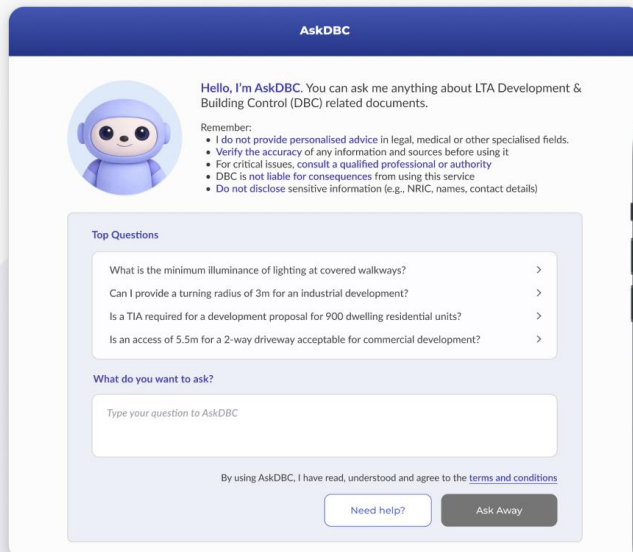 AskDBC
Hello, I'm AskDBC. You can ask me anything about LTA Development &
Building Control (DBC) related documents.
Remember:
• I do not provide personalised advice in legal, medical or other specialised fields.
• Verify the accuracy of any information and sources before using it
• For critical issues, consult a qualified professional or authority
• DBC is not liable for consequences from using this service
• Do not disclose sensitive information (e.g., NRIC, names, contact details)
Top Questions
What is the minimum illuminance of lighting at covered walkways?
Can I provide a turning radius of 3m for an industrial development?
Is a TIA required for a development proposal for 900 dwelling residential units?
Is an access of 5.5m for a 2-way driveway acceptable for commercial development?
What do you want to ask?
Type your question to AskDBC
By using AskDBC, I have read, understood and agree to the terms and conditions
Need help?
Ask Away